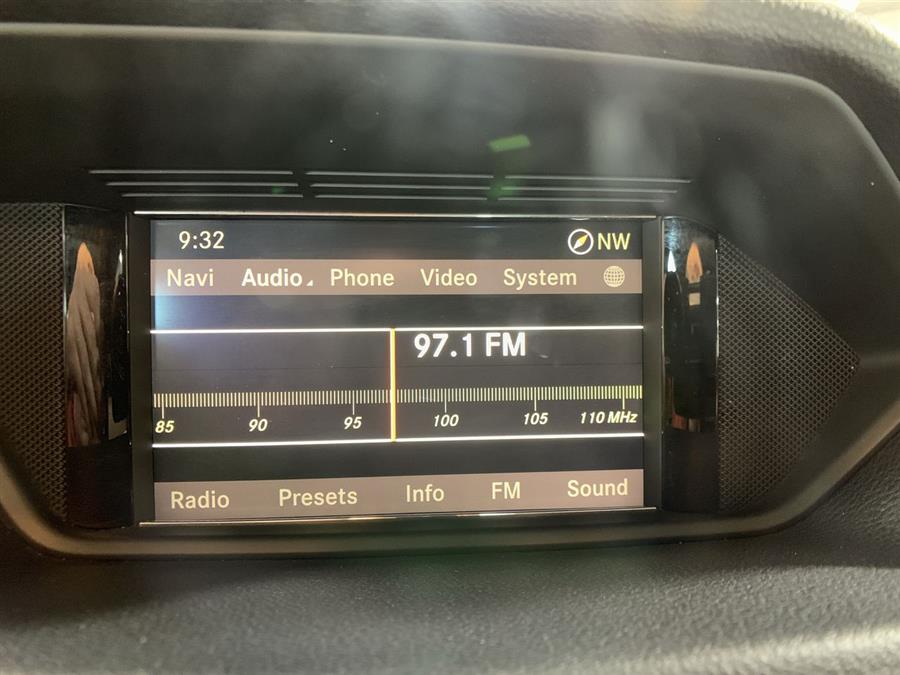 9:32 NW
Navi Audio Phone Video System
97.1 FM
85 90 95 100 105 110 MHz
Radio Presets Info FM Sound